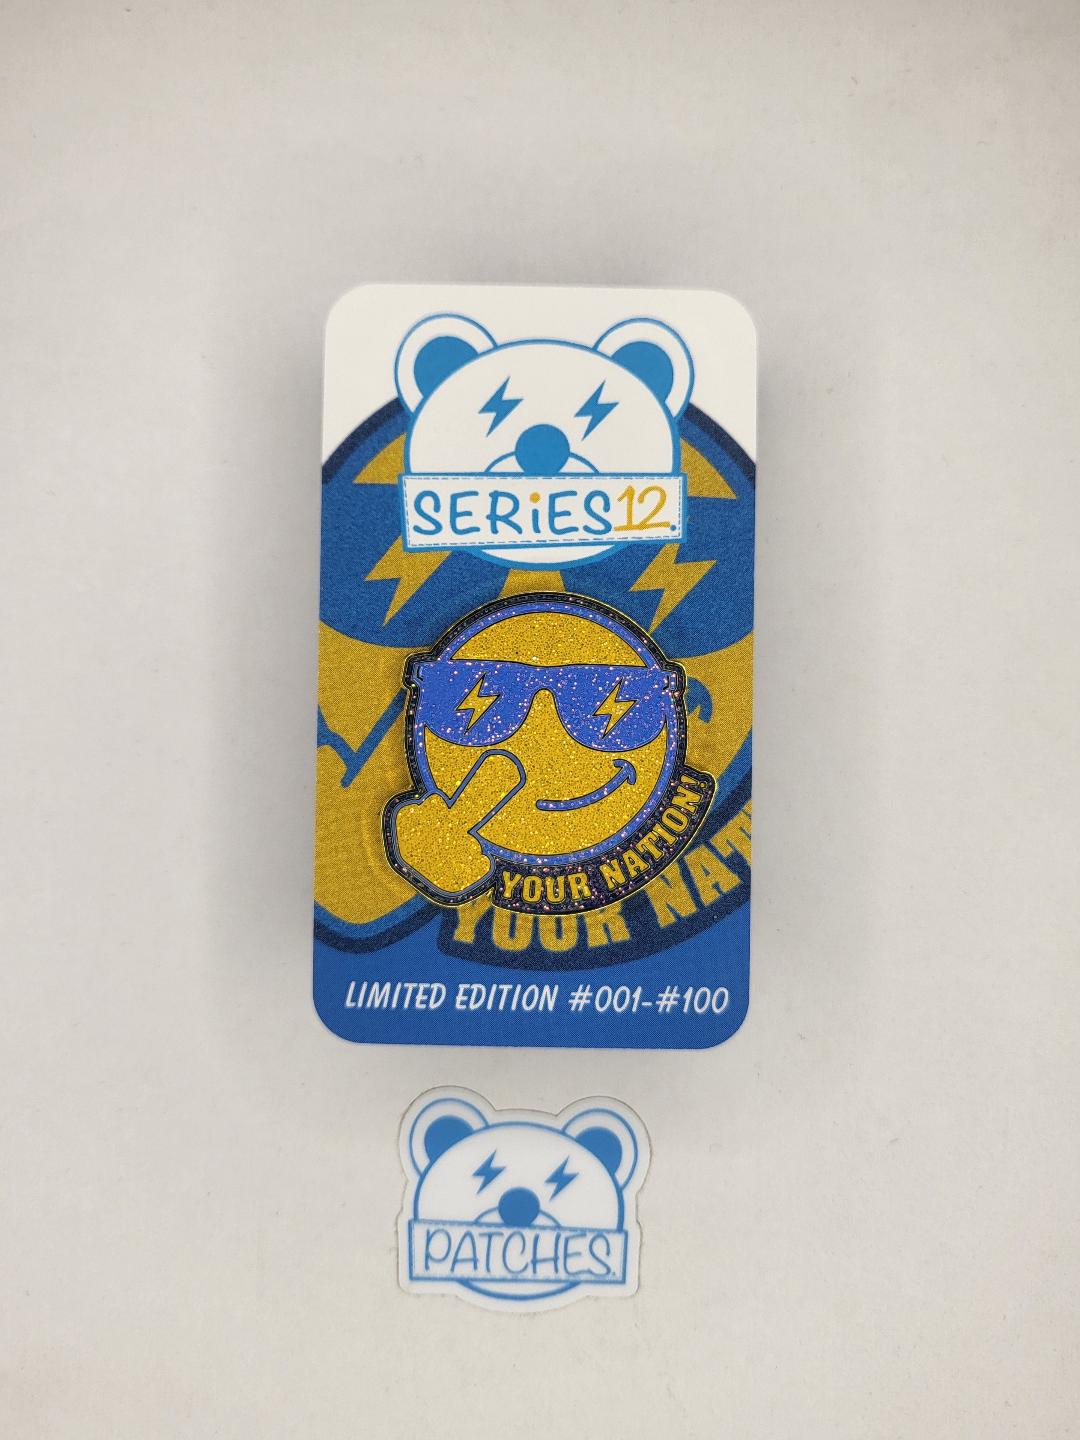 SERiES12.
YOUR NATION!
YOUR NAT
LIMITED EDITION #001-#100
PATCHES.